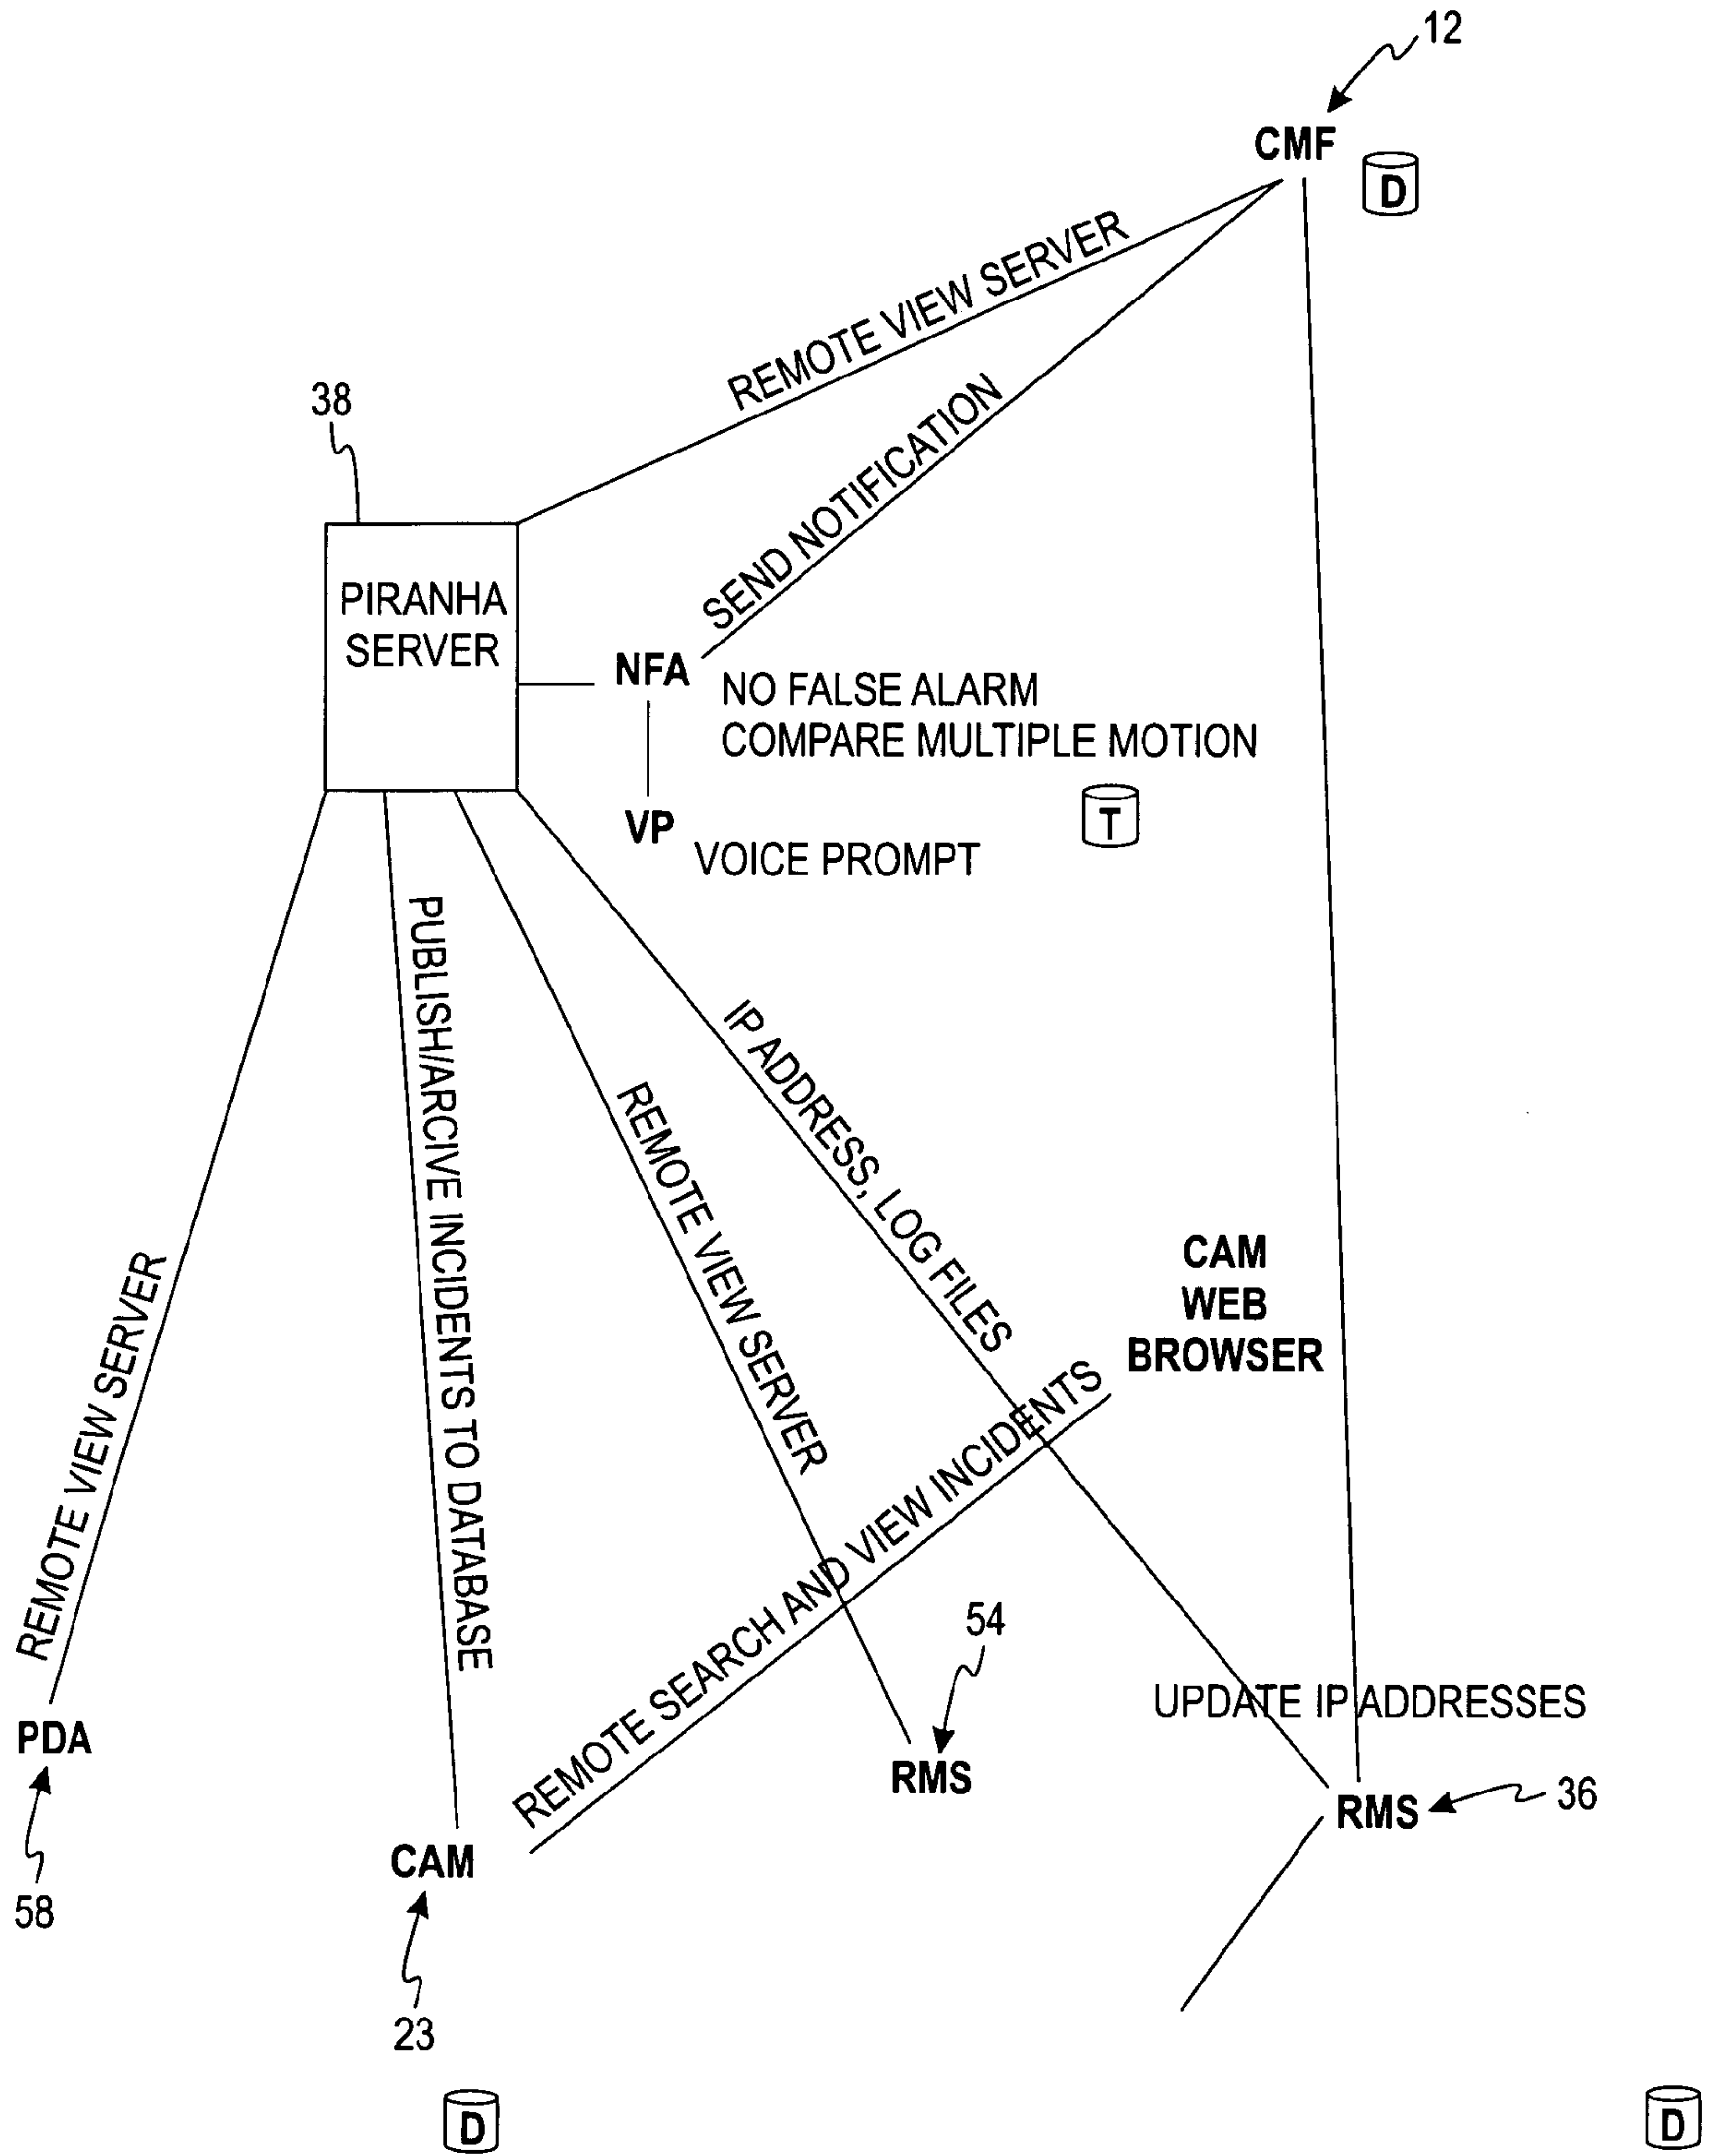 12
CMF
D
REMOTE VIEW SERVER
SEND NOTIFICATION
38
PIRANHA
SERVER
NFA
NO FALSE ALARM
COMPARE MULTIPLE MOTION
T
VP
VOICE PROMPT
PUBLISH/ARCIVE INCIDENTS TO DATABASE
IP ADDRESS, LOG FILES
REMOTE VIEW SERVER
REMOTE VIEW SERVER
CAM
WEB
BROWSER
REMOTE SEARCH AND VIEW INCIDENTS
54
UPDATE IP ADDRESSES
PDA
RMS
RMS
36
CAM
58
23
D
D